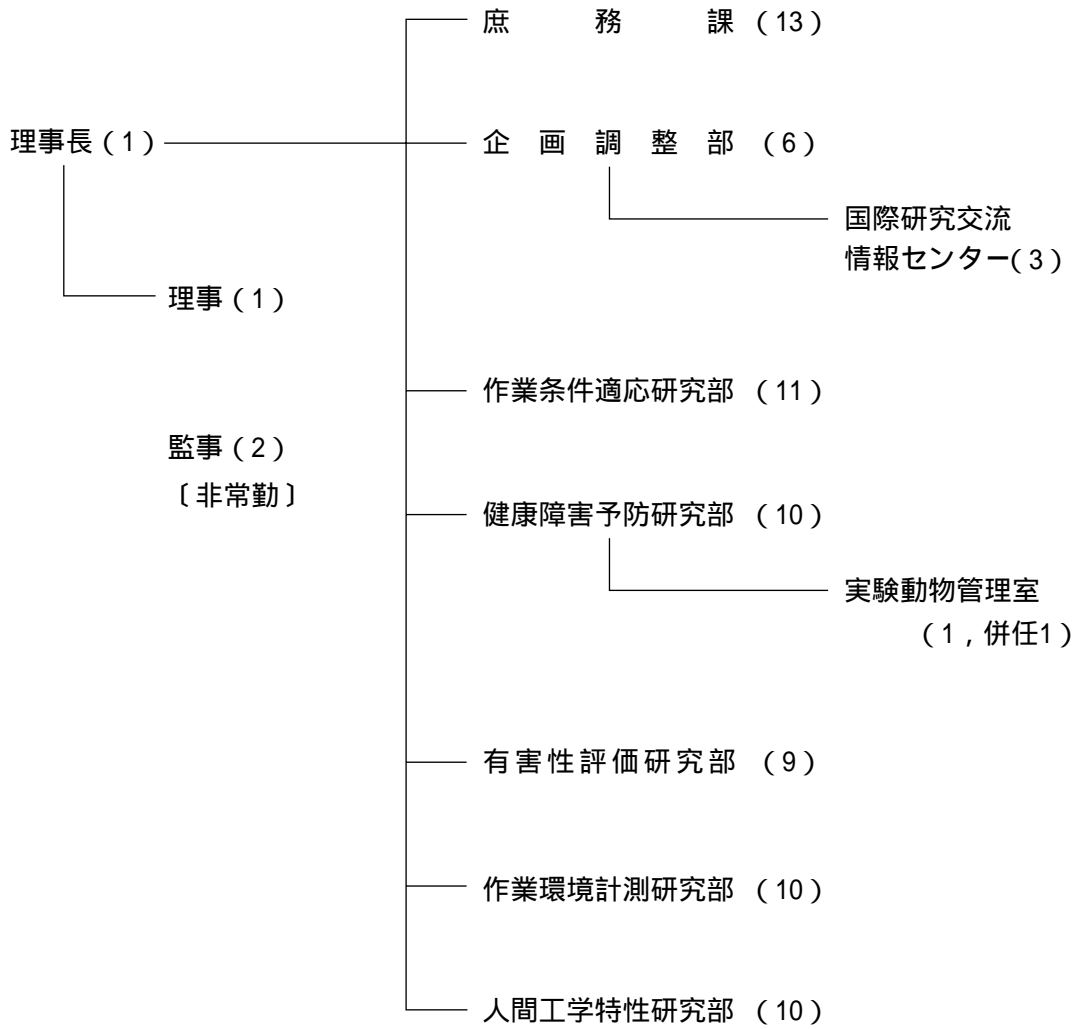 庶務課（13）
理事長（1）
企画調整部（6）
国際研究交流
情報センター（3）
理事（1）
作業条件適応研究部（11）
監事（2）
〔非常勤〕
健康障害予防研究部（10）
実験動物管理室
（1，併任1）
有害性評価研究部（9）
作業環境計測研究部（10）
人間工学特性研究部（10）